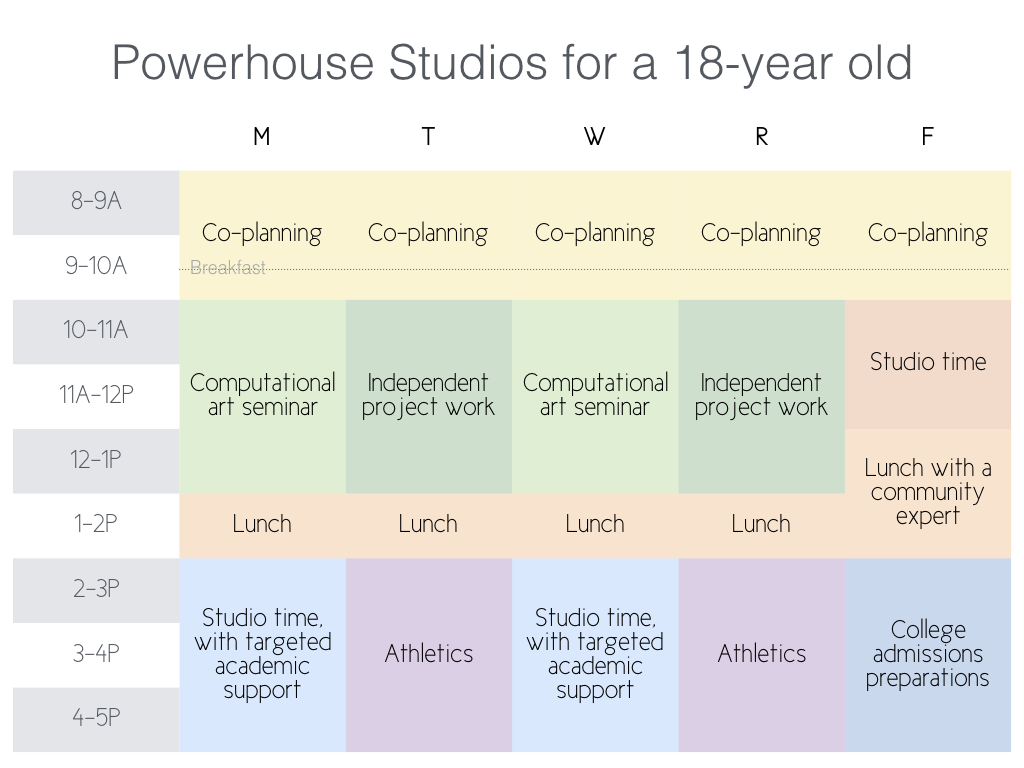 Powerhouse Studios for a 18-year old
M T W R F
8-9A
Co-planning Co-planning Co-planning Co-planning Co-planning
9-10A
Breakfast
10-11A
Studio time
11A-12P
Computational Independent Computational Independent
art seminar project work art seminar project work
12-1P
Lunch with a
community
expert
1-2P
Lunch Lunch Lunch Lunch
2-3P
Studio time,
with targeted
academic
support
Athletics
Studio time,
with targeted
academic
support
Athletics
College
admissions
preparations
3-4P
4-5P